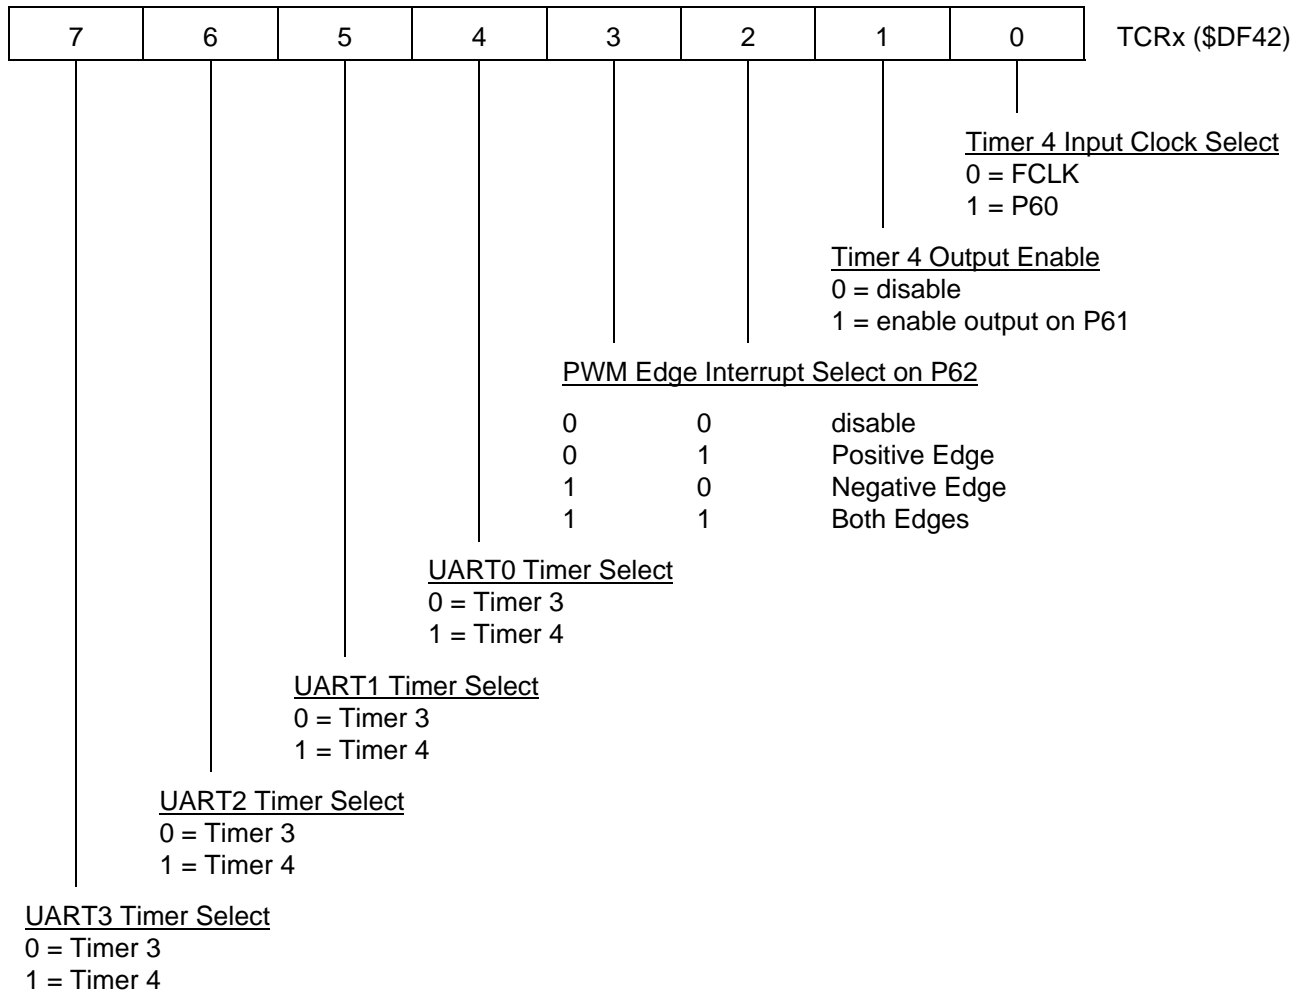 7 6 5 4 3 2 1 0 TCRx ($DF42)
Timer 4 Input Clock Select
0 = FCLK
1 = P60
Timer 4 Output Enable
0 = disable
1 = enable output on P61
PWM Edge Interrupt Select on P62
0 0 disable
0 1 Positive Edge
1 0 Negative Edge
1 1 Both Edges
UART0 Timer Select
0 = Timer 3
1 = Timer 4
UART1 Timer Select
0 = Timer 3
1 = Timer 4
UART2 Timer Select
0 = Timer 3
1 = Timer 4
UART3 Timer Select
0 = Timer 3
1 = Timer 4